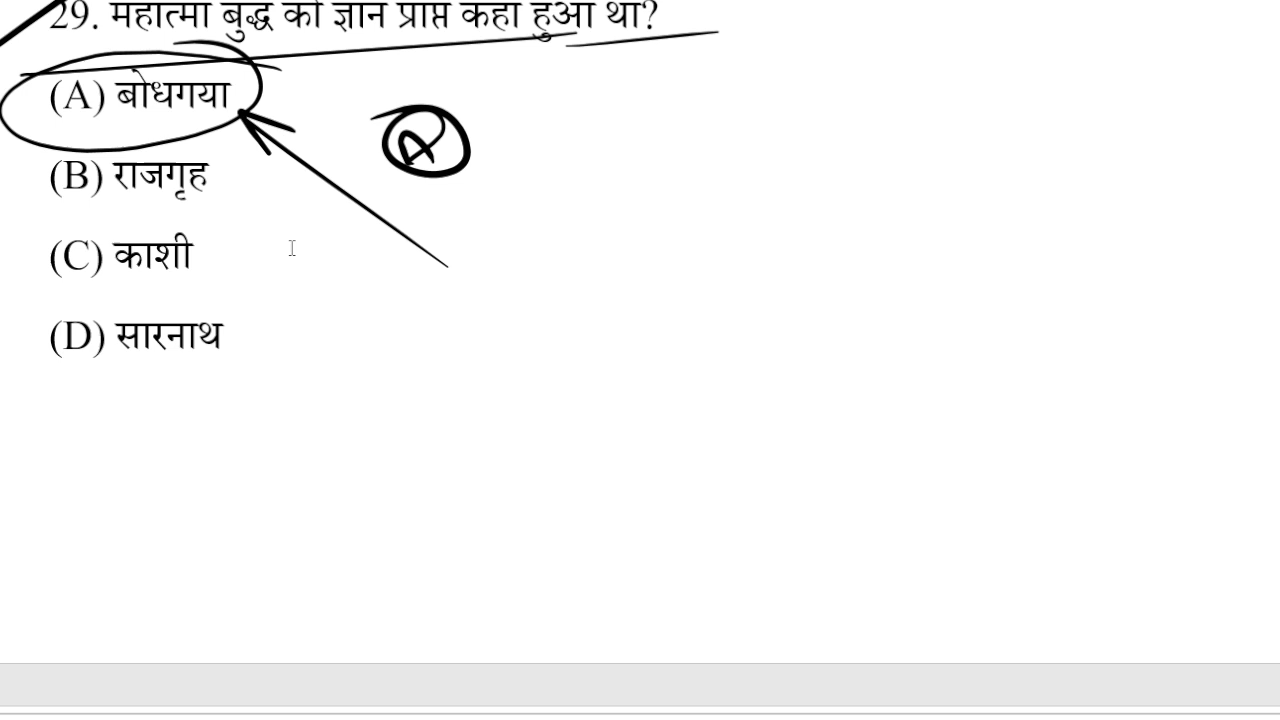 29. महात्मा बुद्ध को ज्ञान प्राप्त कहा हुआ था?
(A) बोधगया
A
(B) राजगृह
(C) काशी
(D) सारनाथ